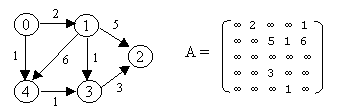 0 2 1 5
1 6 1 2
4 1 3 3
A =
∞ 2 ∞ ∞ 1
∞ ∞ 5 1 6
∞ ∞ ∞ ∞ ∞
∞ ∞ 3 ∞ ∞
∞ ∞ ∞ 1 ∞